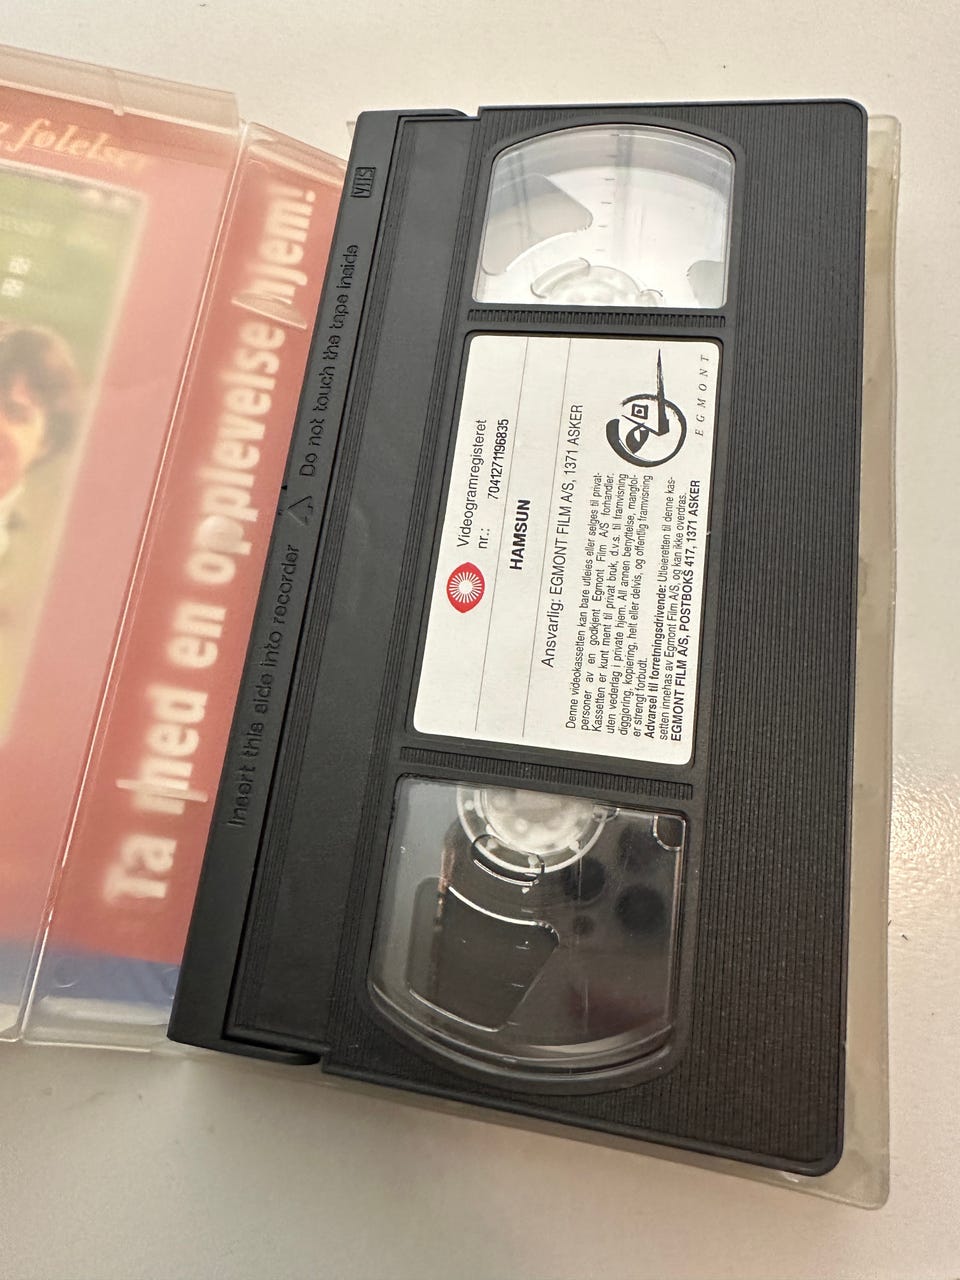 følelser
Ta med en opplevelse hjem!
VHS
Insert this side into recorder
Do not touch the tape inside
Videogramregisteret
nr.: 7041271196835
HAMSUN
Ansvarlig: EGMONT FILM A/S, 1371 ASKER
Denne videokassetten kan bare utleies eller selges til privat-
personer av en godkjent Egmont Film A/S forhandler.
Kassetten er kunt ment til privat bruk, d.v.s. til framvisning
uten vederlag i private hjem. All annen benyttelse, mangfol-
diggjøring, kopiering, helt eller delvis, og offentlig framvisning
er strengt forbudt.
Advarsel til forretningsdrivende: Utleieretten til denne kas-
setten innehas av Egmont Film A/S, og kan ikke overdras.
EGMONT FILM A/S, POSTBOKS 417, 1371 ASKER
EGMONT